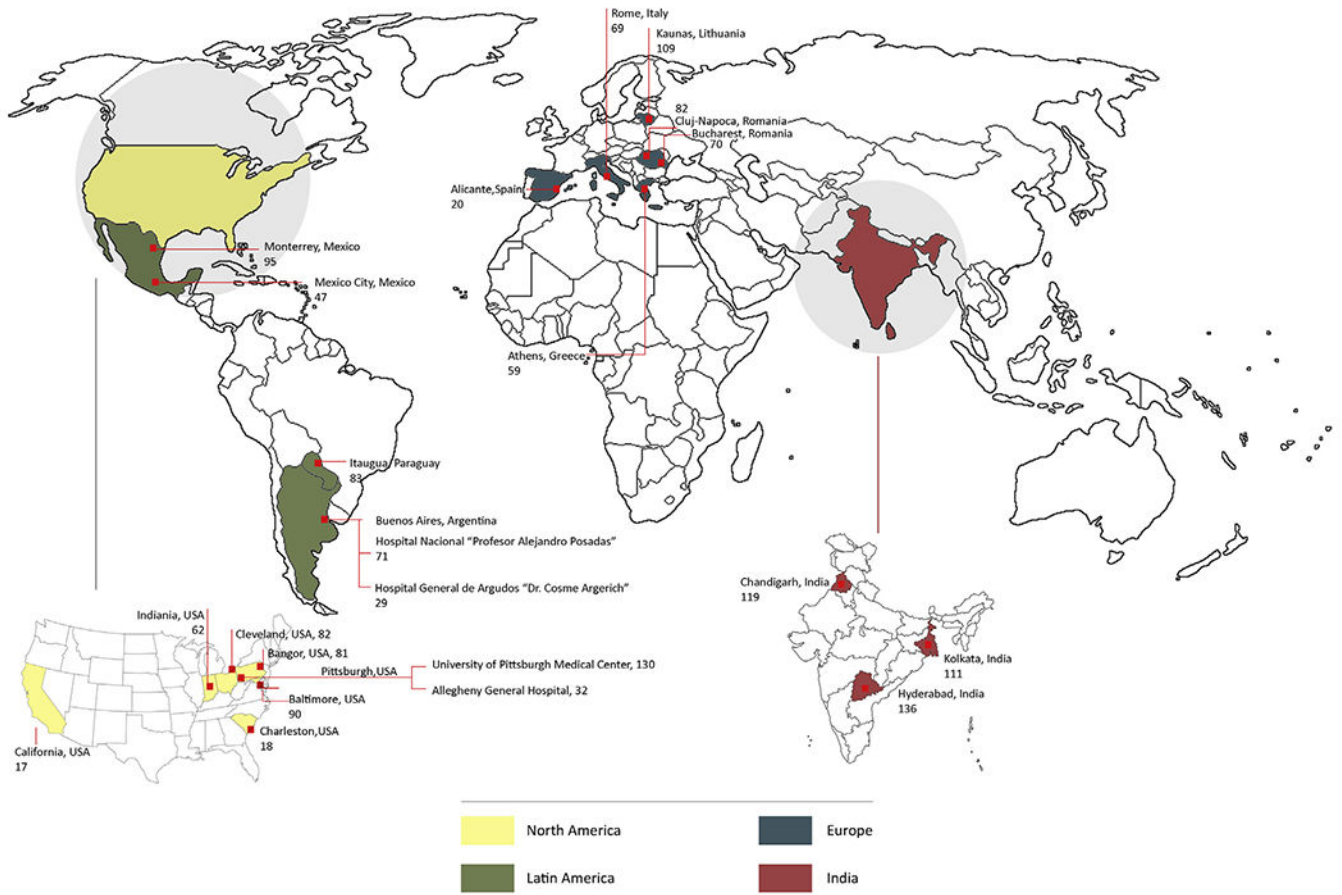 Rome, Italy
69
Kaunas, Lithuania
109
82
Cluj-Napoca, Romania
Bucharest, Romania
70
Alicante,Spain
20
Monterrey, Mexico
95
Mexico City, Mexico
47
Athens, Greece
59
Itaugua, Paraguay
83
Buenos Aires, Argentina
Hospital Nacional “Profesor Alejandro Posadas”
71
Hospital General de Argudos “Dr. Cosme Argerich”
29
Indiania, USA
62
Cleveland, USA, 82
Bangor, USA, 81
Pittsburgh,USA
University of Pittsburgh Medical Center, 130
Allegheny General Hospital, 32
Baltimore, USA
90
Charleston,USA
18
California, USA
17
Chandigarh, India
119
Kolkata, India
111
Hyderabad, India
136
North America
Europe
Latin America
India